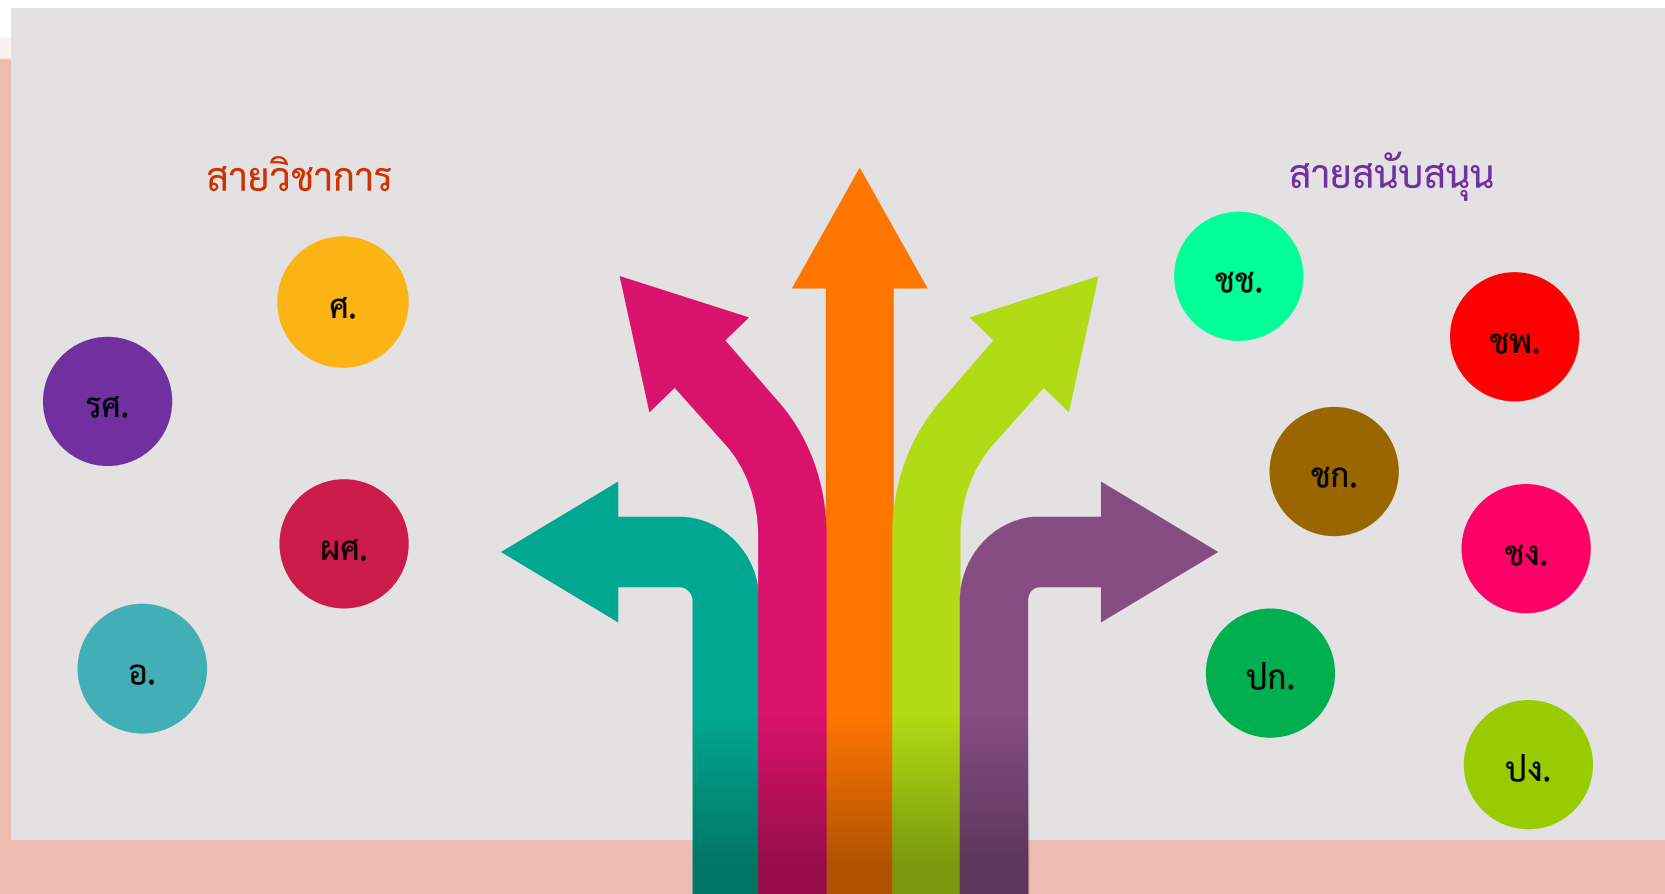 สายวิชาการ
ศ.
รศ.
ผศ.
อ.
สายสนับสนุน
ชช.
ชพ.
ชก.
ชง.
ปก.
ปง.